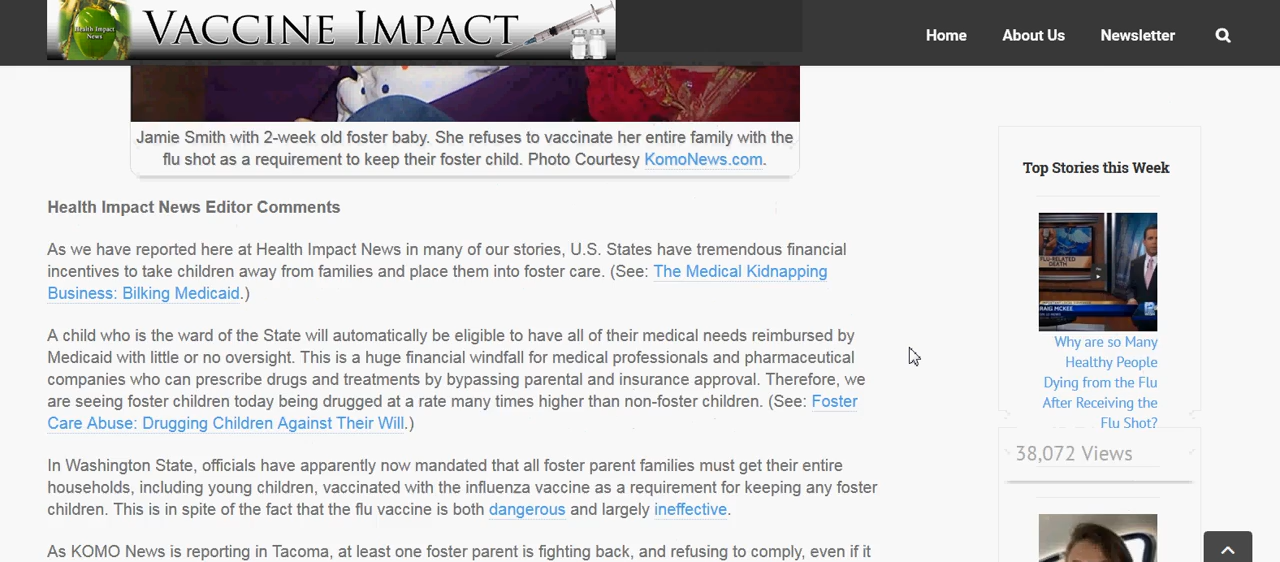 Health Impact
News
VACCINE IMPACT
Home
About Us
Newsletter
Jamie Smith with 2-week old foster baby. She refuses to vaccinate her entire family with the
flu shot as a requirement to keep their foster child. Photo Courtesy KomoNews.com.
Health Impact News Editor Comments
As we have reported here at Health Impact News in many of our stories, U.S. States have tremendous financial
incentives to take children away from families and place them into foster care. (See: The Medical Kidnapping
Business: Bilking Medicaid.)
A child who is the ward of the State will automatically be eligible to have all of their medical needs reimbursed by
Medicaid with little or no oversight. This is a huge financial windfall for medical professionals and pharmaceutical
companies who can prescribe drugs and treatments by bypassing parental and insurance approval. Therefore, we
are seeing foster children today being drugged at a rate many times higher than non-foster children. (See: Foster
Care Abuse: Drugging Children Against Their Will.)
In Washington State, officials have apparently now mandated that all foster parent families must get their entire
households, including young children, vaccinated with the influenza vaccine as a requirement for keeping any foster
children. This is in spite of the fact that the flu vaccine is both dangerous and largely ineffective.
As KOMO News is reporting in Tacoma, at least one foster parent is fighting back, and refusing to comply, even if it
Top Stories this Week
FLU-RELATED
DEATH
RAIG MCKEE
Why are so Many
Healthy People
Dying from the Flu
After Receiving the
Flu Shot?
38,072 Views